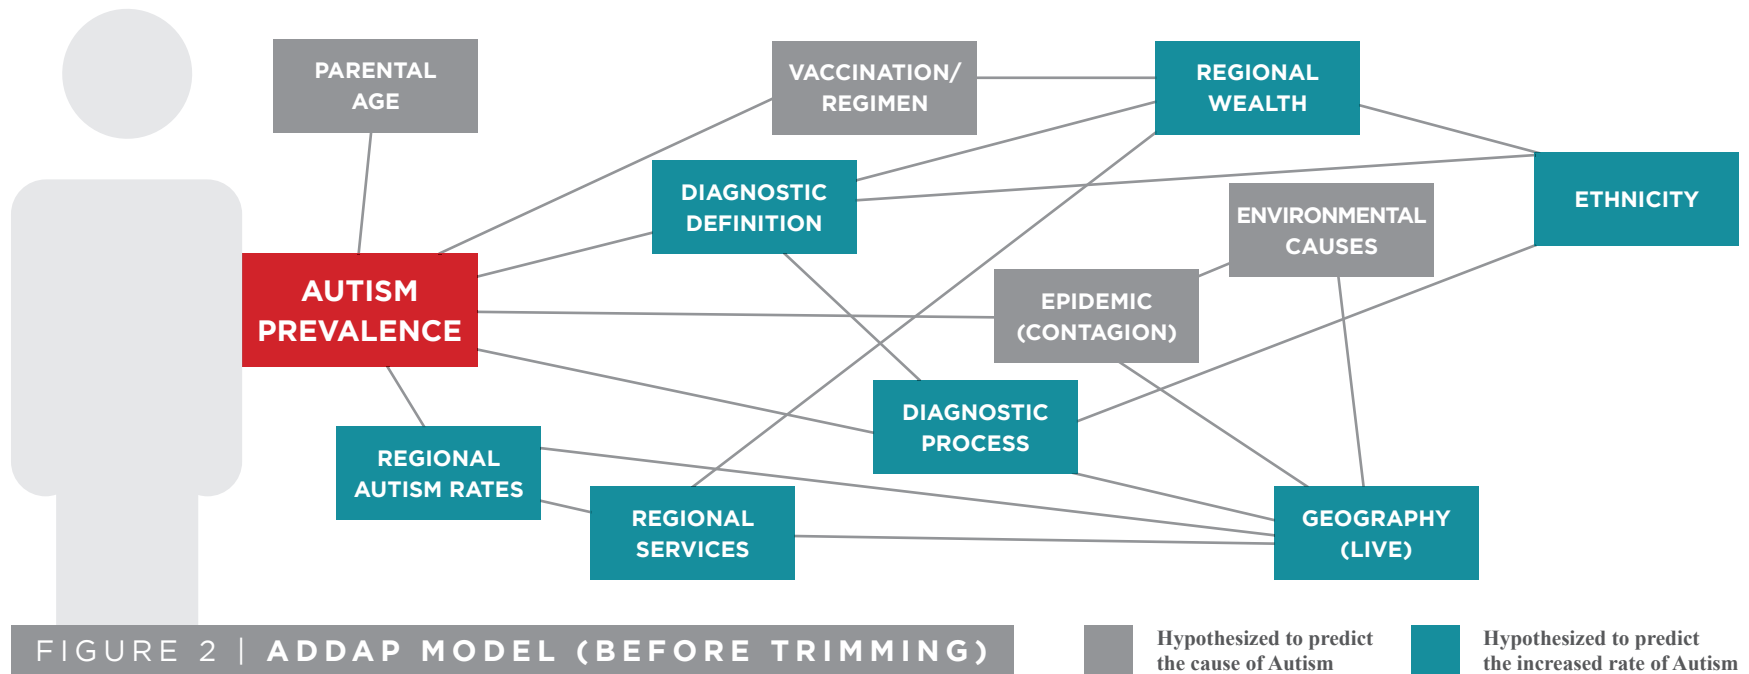 PARENTAL
AGE
VACCINATION/
REGIMEN
REGIONAL
WEALTH
DIAGNOSTIC
DEFINITION
ETHNICITY
ENVIRONMENTAL
CAUSES
AUTISM
PREVALENCE
EPIDEMIC
(CONTAGION)
DIAGNOSTIC
PROCESS
REGIONAL
AUTISM RATES
REGIONAL
SERVICES
GEOGRAPHY
(LIVE)
FIGURE 2 | ADDAP MODEL (BEFORE TRIMMING)
Hypothesized to predict
the cause of Autism
Hypothesized to predict
the increased rate of Autism